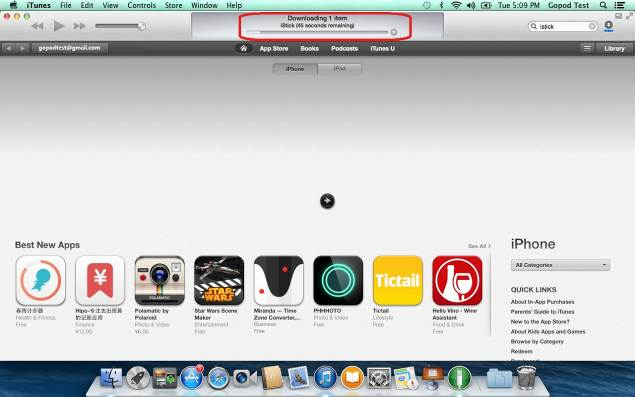 iTunes File Edit View Controls Store Window Help
Tue 5:09 PM Gopod Test
Downloading 1 item
iStick (45 seconds remaining)
istick
gopodtest@gmail.com
App Store Books Podcasts iTunes U
Library
iPhone iPad
Best New Apps
See All >
iPhone
All Categories
春雨计步器
Health & Fitness
Free
Hipo-专注支出预算的记账应用
Finance
¥12.00
Polamatic by Polaroid
Photo & Video
¥6.00
Star Wars Scene Maker
Entertainment
Free
Miranda — Time Zone Converter,...
Business
Free
PHHHOTO
Photo & Video
Free
Tictail
Tictail
Lifestyle
Free
Hello Vino - Wine Assistant
Food & Drink
Free
POLAMATIC
STAR WARS
QUICK LINKS
About In-App Purchases
Parents' Guide to iTunes
New to the App Store?
About Kids Apps and Games
Browse by Category
Redeem